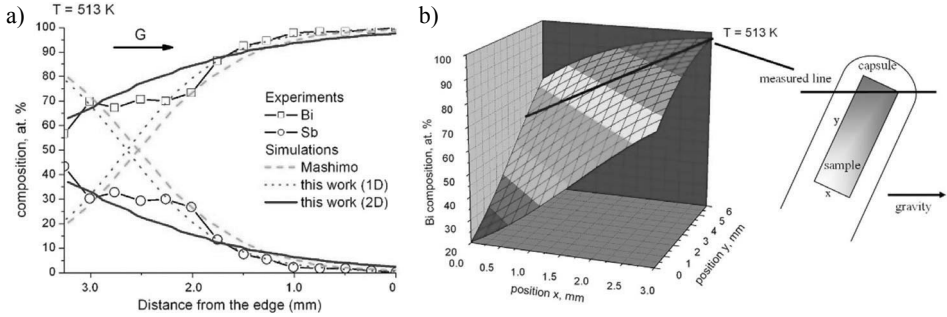 a)
T = 513 K
G
composition, at. %
100
90
80
70
60
50
40
30
20
10
0
Experiments
Bi
Sb
Simulations
Mashimo
this work (1D)
this work (2D)
3.0
2.0
1.0
0
Distance from the edge (mm)
b)
T = 513 K
Bi composition, at. %
100
90
80
70
60
50
40
30
20
0.0
0.5
1.0
1.5
2.0
2.5
3.0
position x, mm
0
1
2
3
4
5
6
position y, mm
measured line
capsule
y
sample
x
gravity